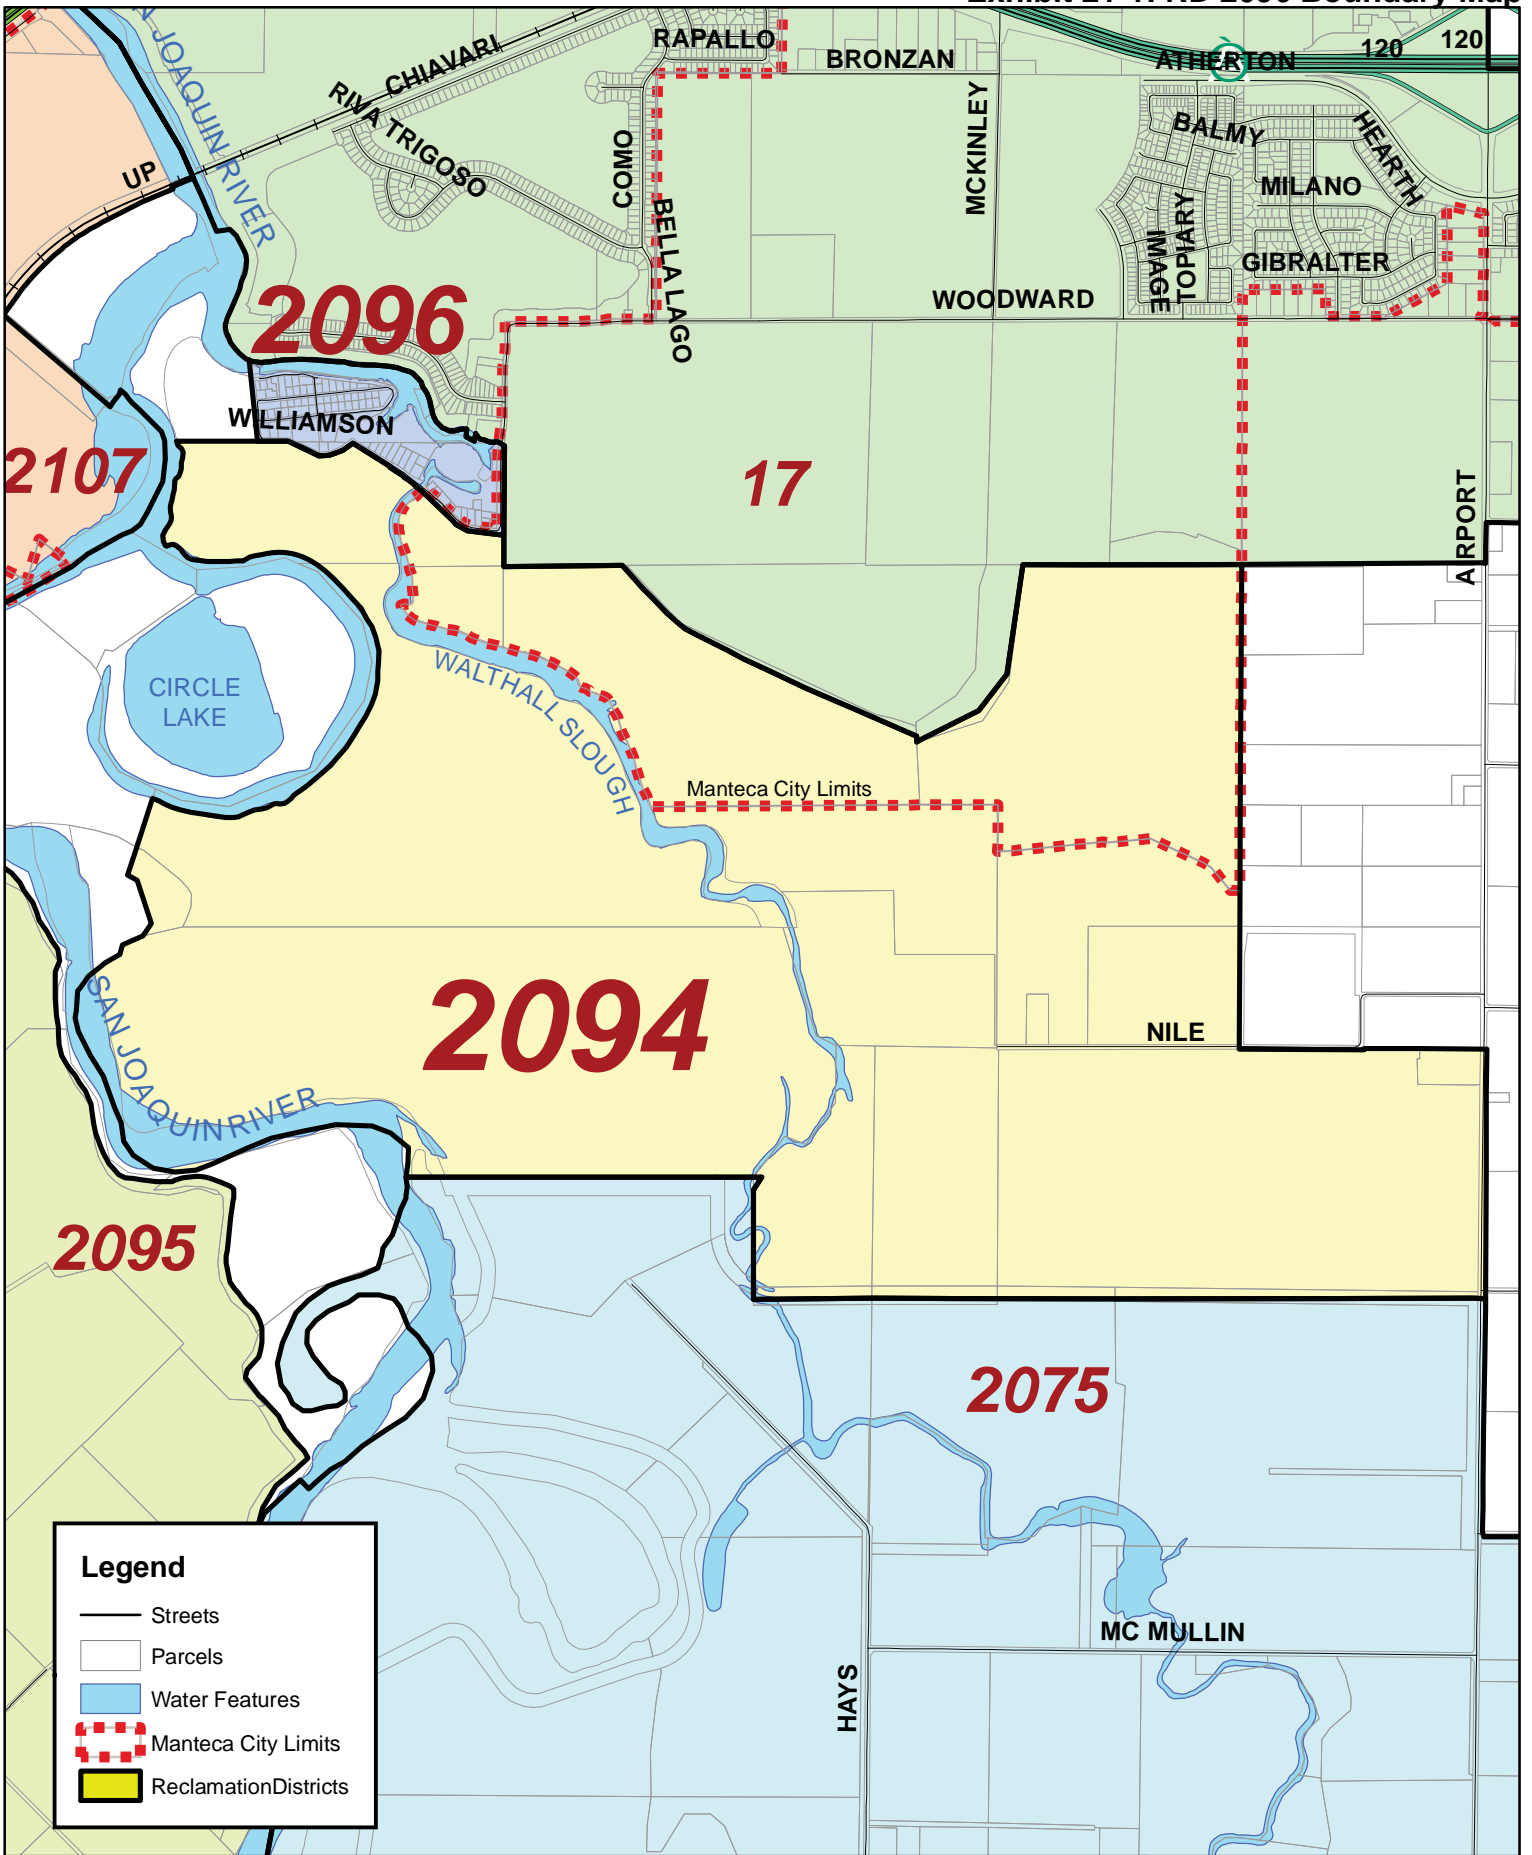 RAPALLO
BRONZAN
ATHERTON
120
120
CHIAVARI
RIVA TRIGOSO
COMO
MCKINLEY
BALMY
HEARTH
MILANO
UP
JOAQUIN RIVER
BELLA LAGO
IMAGE
TOPIARY
GIBRALTER
WOODWARD
2096
WILLIAMSON
2107
17
CIRCLE
LAKE
WALTHALL SLOUGH
Manteca City Limits
2094
SAN JOAQUIN RIVER
NILE
2095
2075
MC MULLIN
HAYS
Legend
Streets
Parcels
Water Features
Manteca City Limits
ReclamationDistricts